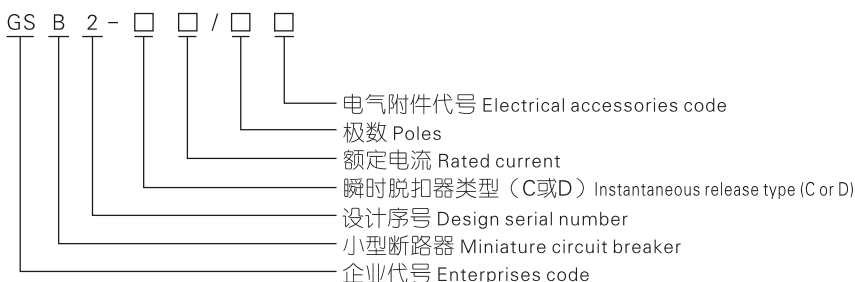 GS B 2 - □ □ / □ □
电气附件代号 Electrical accessories code
极数 Poles
额定电流 Rated current
瞬时脱扣器类型（C或D）Instantaneous release type (C or D)
设计序号 Design serial number
小型断路器 Miniature circuit breaker
企业代号 Enterprises code